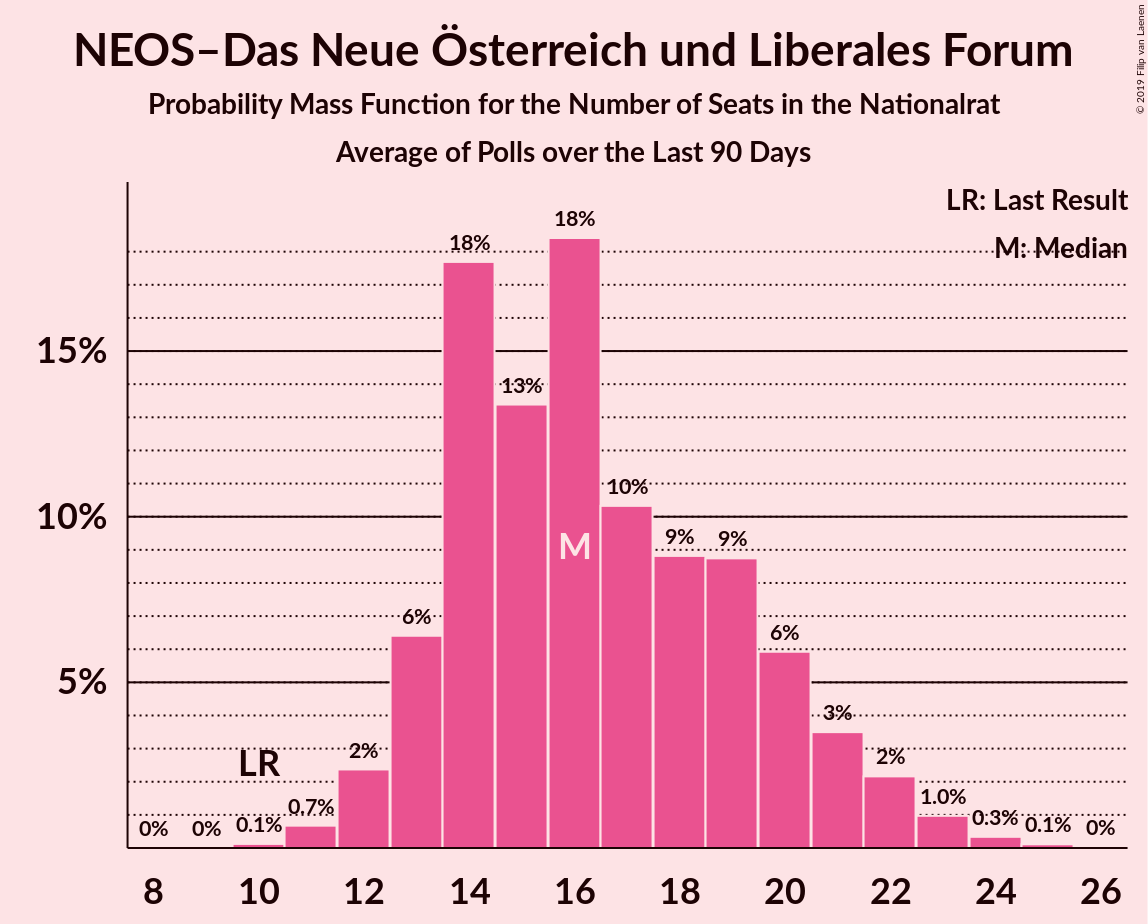 NEOS–Das Neue Österreich und Liberales Forum
Probability Mass Function for the Number of Seats in the Nationalrat
Average of Polls over the Last 90 Days
© 2019 Filip van Laenen
LR: Last Result
M: Median
18%
18%
15%
13%
10%
10%
M
9%
9%
6%
6%
5%
3%
LR
2%
2%
1.0%
0.7%
0.3%
0%
0%
0.1%
0.1%
0%
8 10 12 14 16 18 20 22 24 26